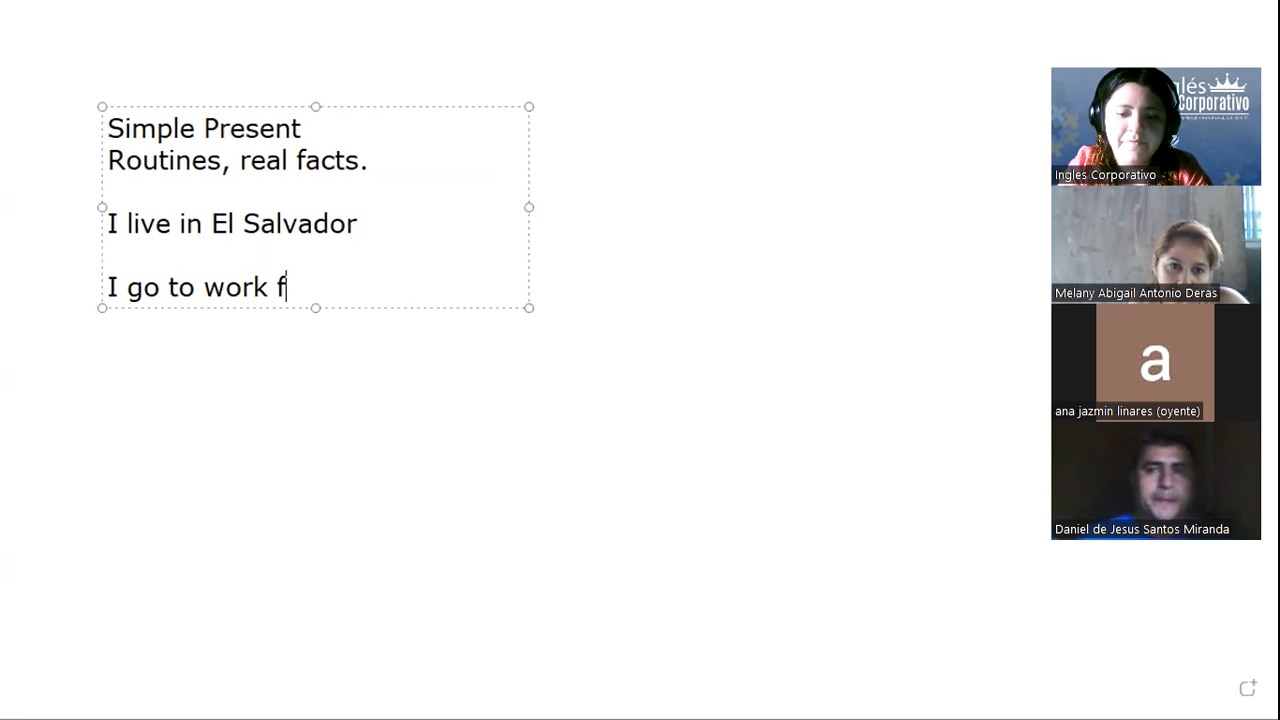 Simple Present
Routines, real facts.
I live in El Salvador
I go to work f
glés
Corporativo
Ingles Corporativo
Melany Abigail Antonio Deras
a
ana jazmin linares (oyente)
Daniel de Jesus Santos Miranda